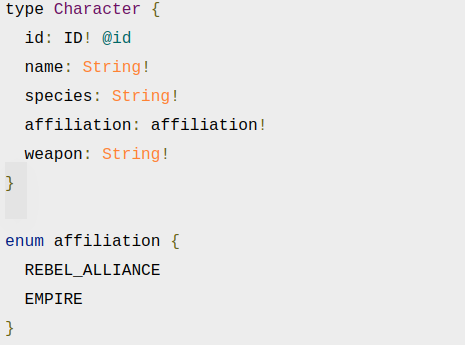 type Character {
  id: ID! @id
  name: String!
  species: String!
  affiliation: affiliation!
  weapon: String!
}
enum affiliation {
  REBEL_ALLIANCE
  EMPIRE
}